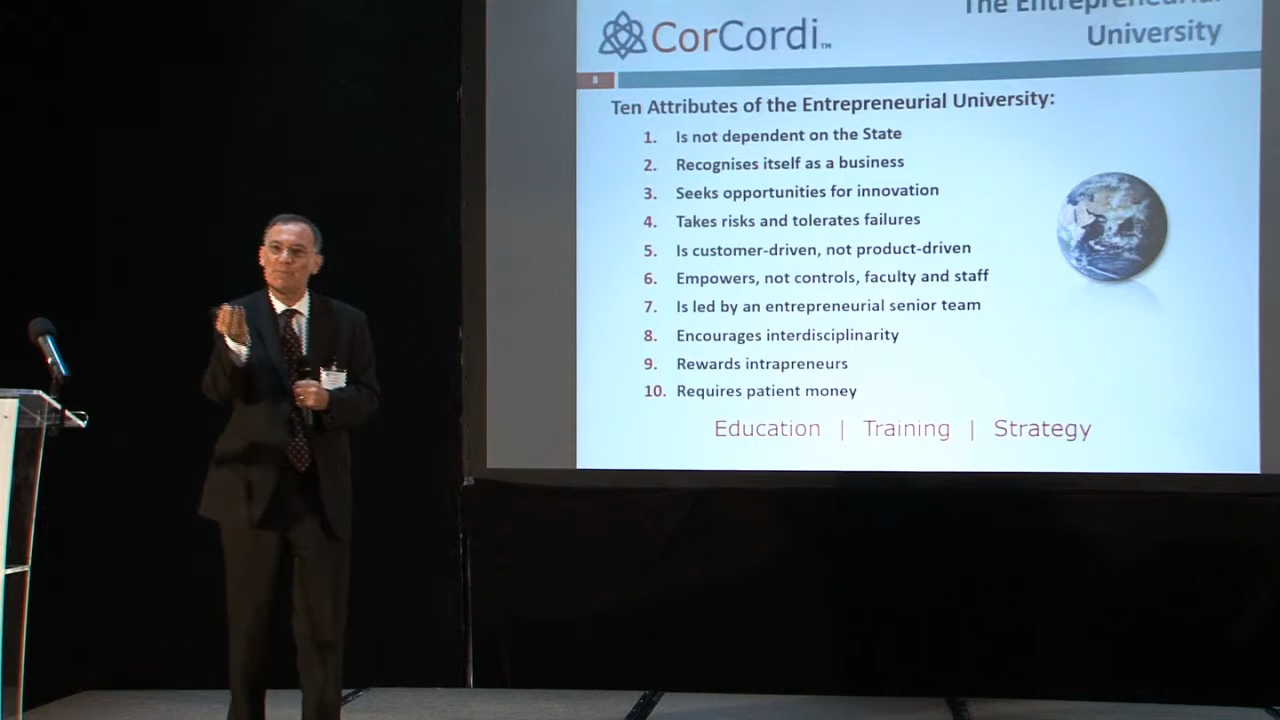 The Entrepreneurial
University
CorCordi™
8
Ten Attributes of the Entrepreneurial University:
1. Is not dependent on the State
2. Recognises itself as a business
3. Seeks opportunities for innovation
4. Takes risks and tolerates failures
5. Is customer-driven, not product-driven
6. Empowers, not controls, faculty and staff
7. Is led by an entrepreneurial senior team
8. Encourages interdisciplinarity
9. Rewards intrapreneurs
10. Requires patient money
Education | Training | Strategy